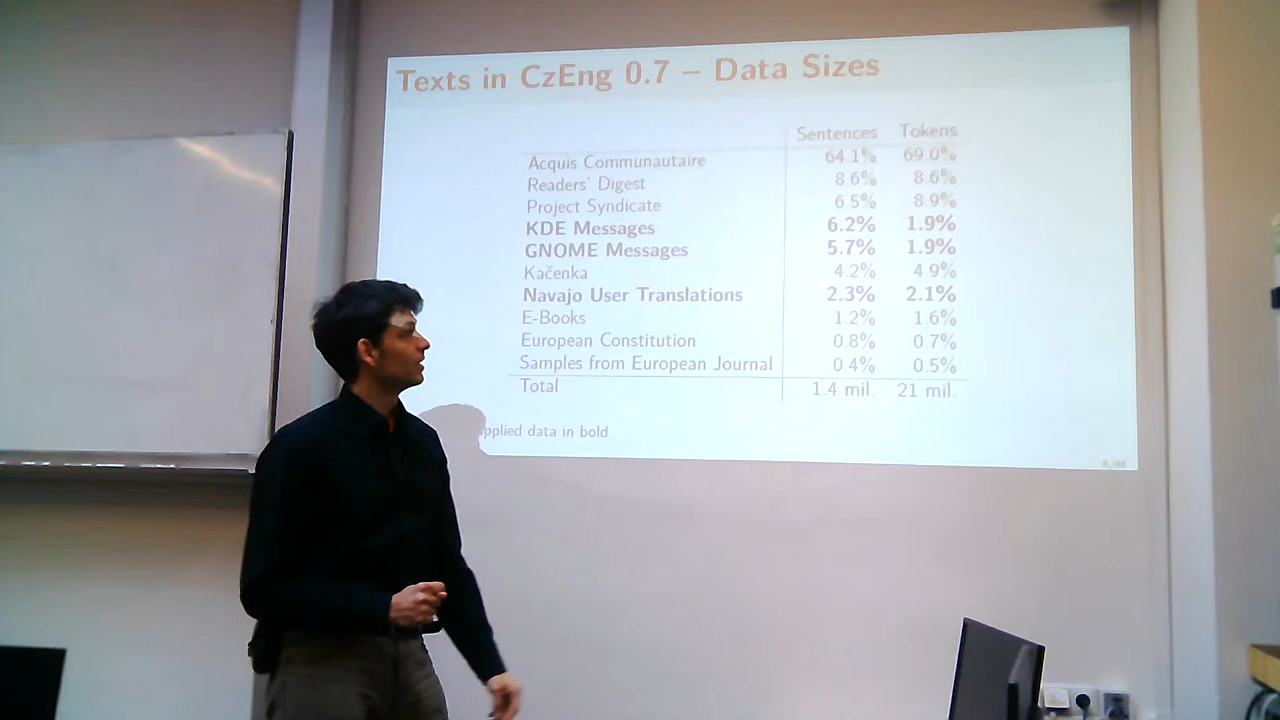 Texts in CzEng 0.7 – Data Sizes
Sentences Tokens
Acquis Communautaire 64.1% 69.0%
Readers' Digest 8.6% 8.6%
Project Syndicate 6.5% 8.9%
KDE Messages 6.2% 1.9%
GNOME Messages 5.7% 1.9%
Kačenka 4.2% 4.9%
Navajo User Translations 2.3% 2.1%
E-Books 1.2% 1.6%
European Constitution 0.8% 0.7%
Samples from European Journal 0.4% 0.5%
Total 1.4 mil. 21 mil.
data in bold